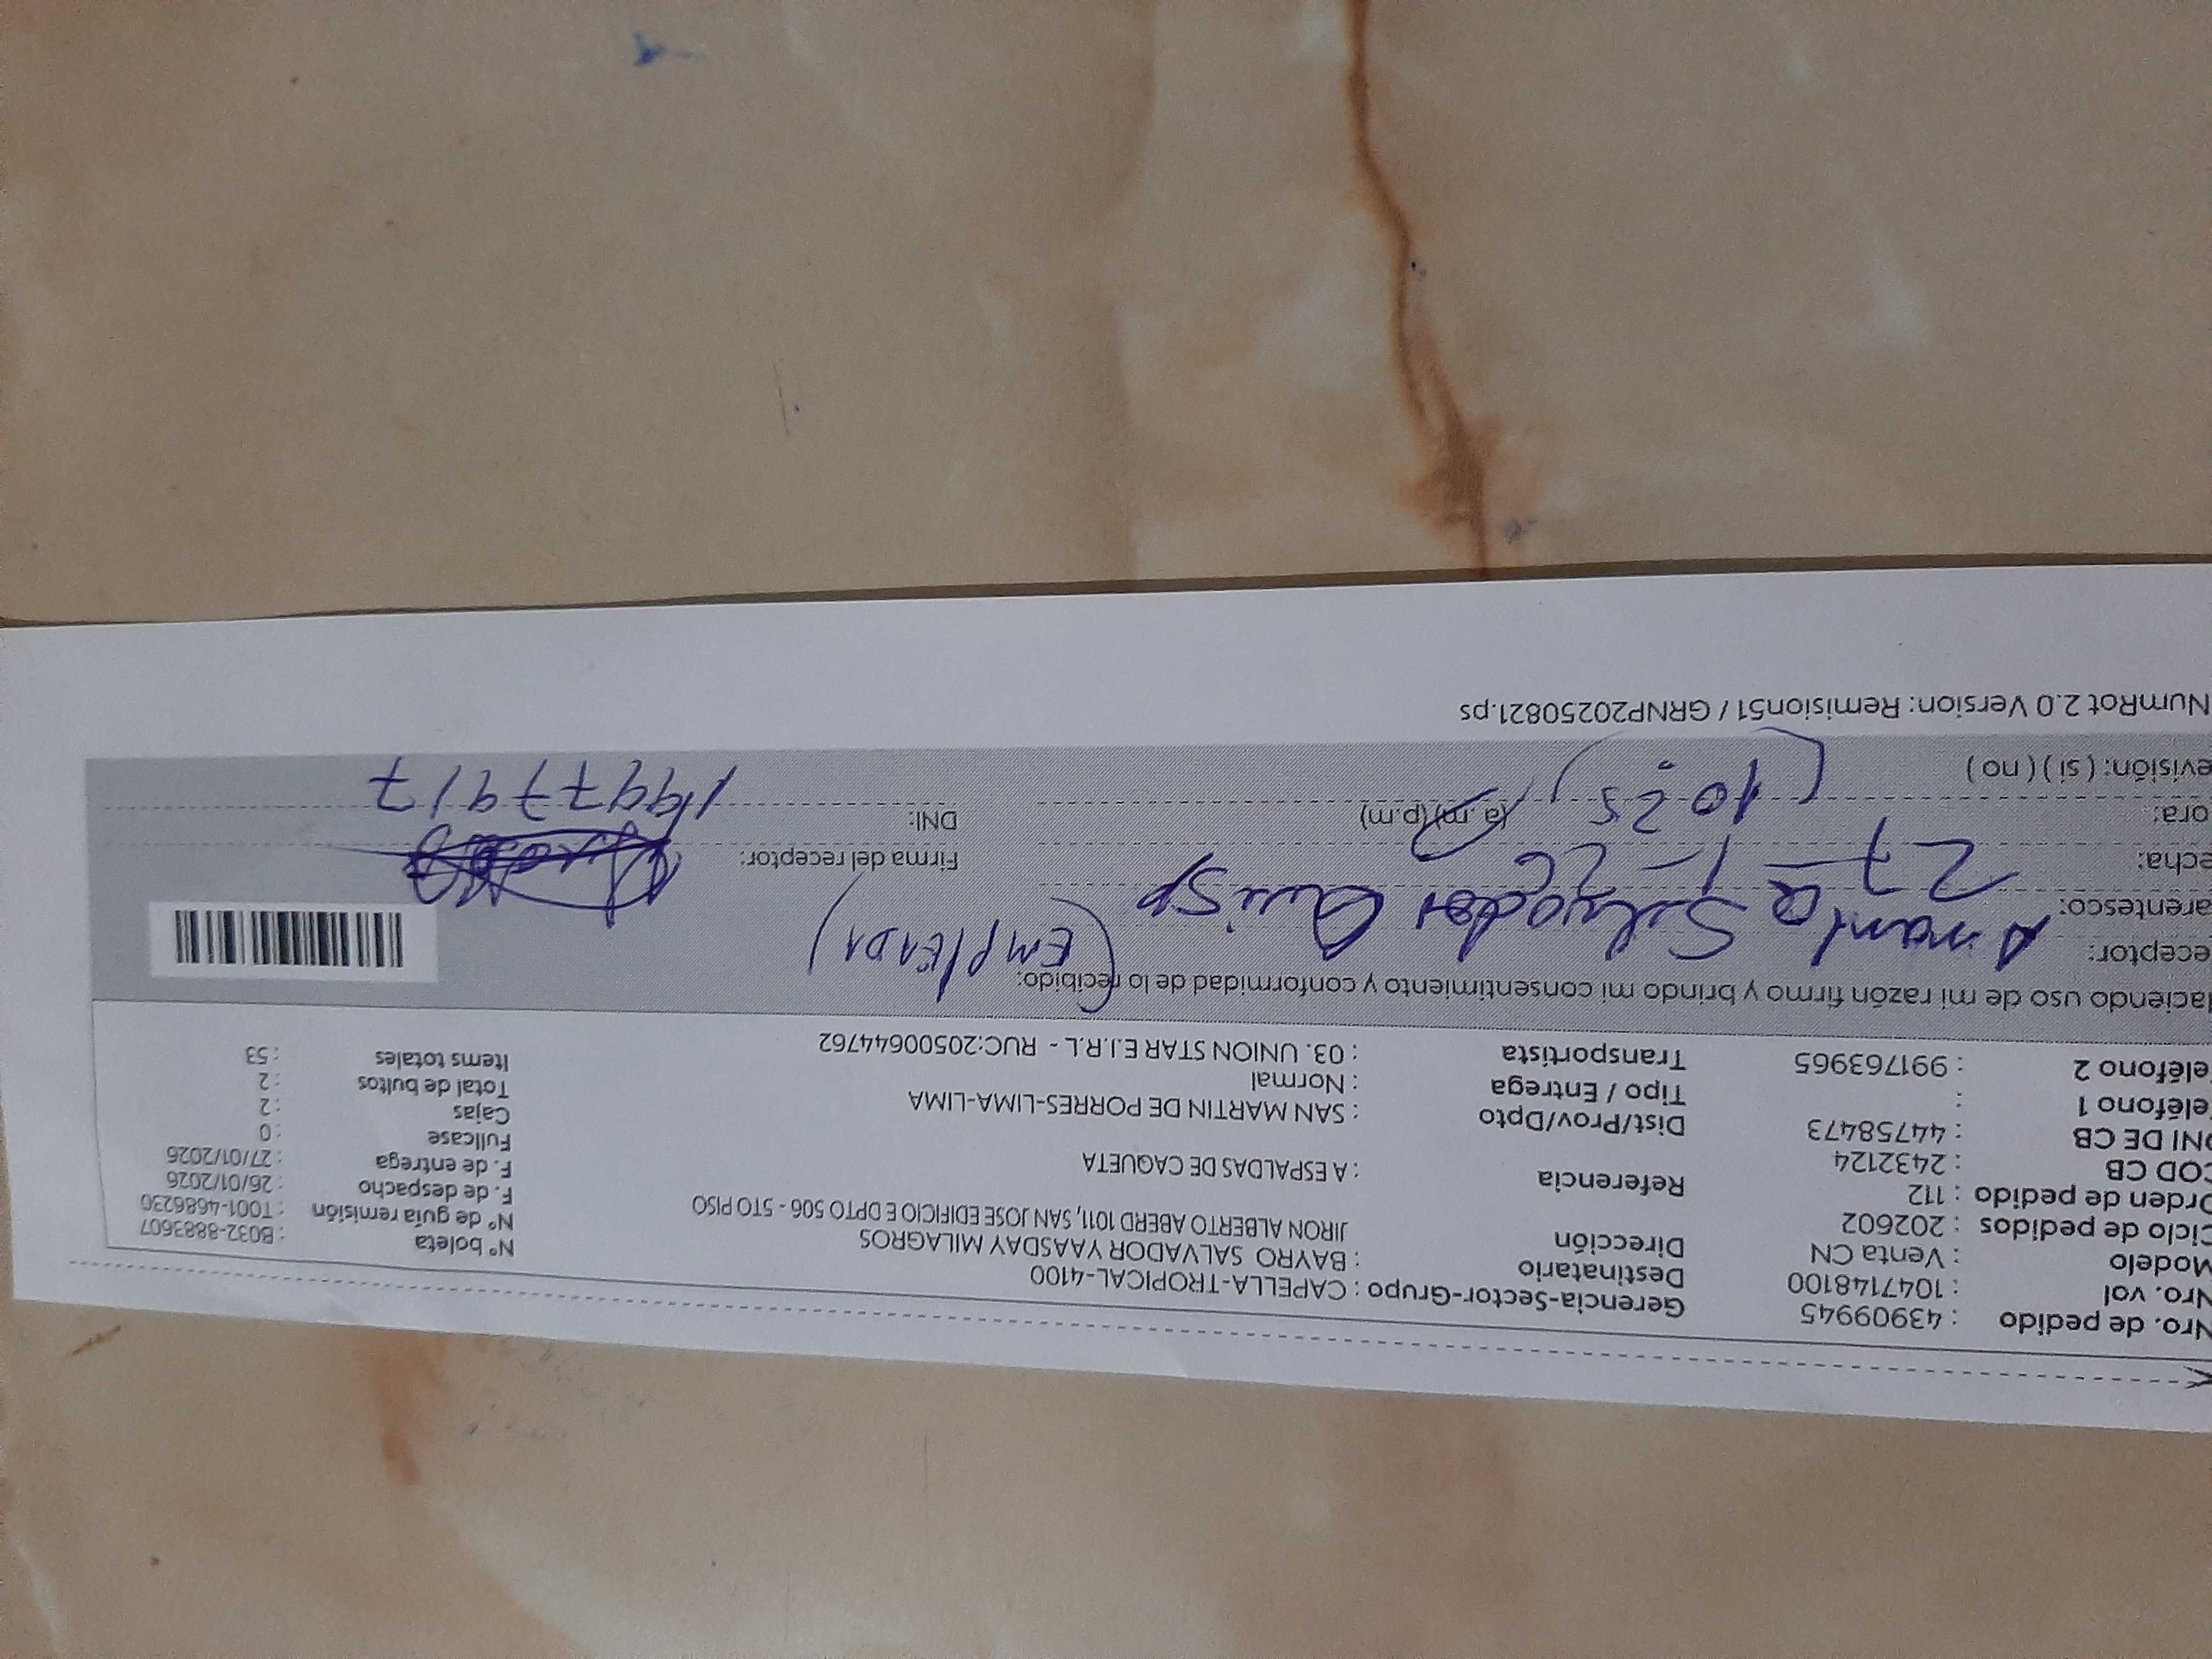 Nro. de pedido : 43909945 Gerencia-Sector-Grupo : CAPELLA-TROPICAL-4100 N° boleta : B032-8883607
Nro. vol : 1047148100 Destinatario : BAYRO SALVADOR YAASDAY MILAGROS N° de guía remisión : T001-4686230
Modelo : Venta CN Dirección JIRON ALBERTO ABERD 1011, SAN JOSE EDIFICIO E DPTO 506 - 5TO PISO F. de despacho : 26/01/2026
Ciclo de pedidos : 202602 F. de entrega : 27/01/2026
Orden de pedido : 112 Referencia : A ESPALDAS DE CAQUETA Fullcase : 0
COD CB : 2432124 Cajas : 2
DNI DE CB : 44758473 Dist/Prov/Dpto : SAN MARTIN DE PORRES-LIMA-LIMA Total de bultos : 2
eléfono 1 : Tipo / Entrega : Normal Items totales : 53
eléfono 2 : 991763965 Transportista : 03. UNION STAR E.I.R.L - RUC:20500644762
aciendo uso de mi razón firmo y brindo mi consentimiento y conformidad de lo recibido:
eceptor: (EMPLEADA)
arentesco: Quisp
echa: 27-1-26 Firma del receptor:
ora: 10:25 (a.m) (p.m) DNI: 19977917
evisión: ( si ) ( no )
NumRot 2.0 Version: Remision51 / GRNP20250821.ps